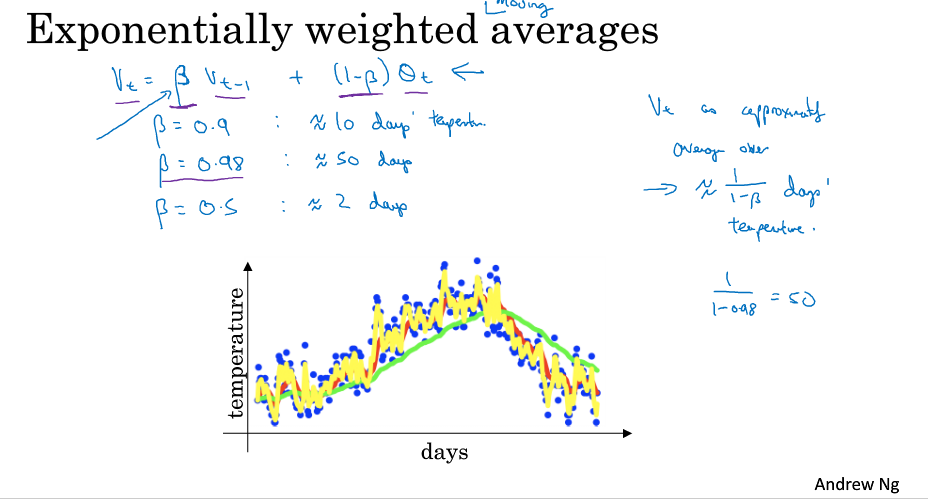 moving
Exponentially weighted averages
Vt = β Vt-1 + (1-β) θt ←
β = 0.9 : ≈ 10 days' temperature
β = 0.98 : ≈ 50 days
β = 0.5 : ≈ 2 days
Vt as approximately
average over
→ ≈ 1/(1-β) days'
temperature.
1/(1-0.98) = 50
temperature
days
Andrew Ng